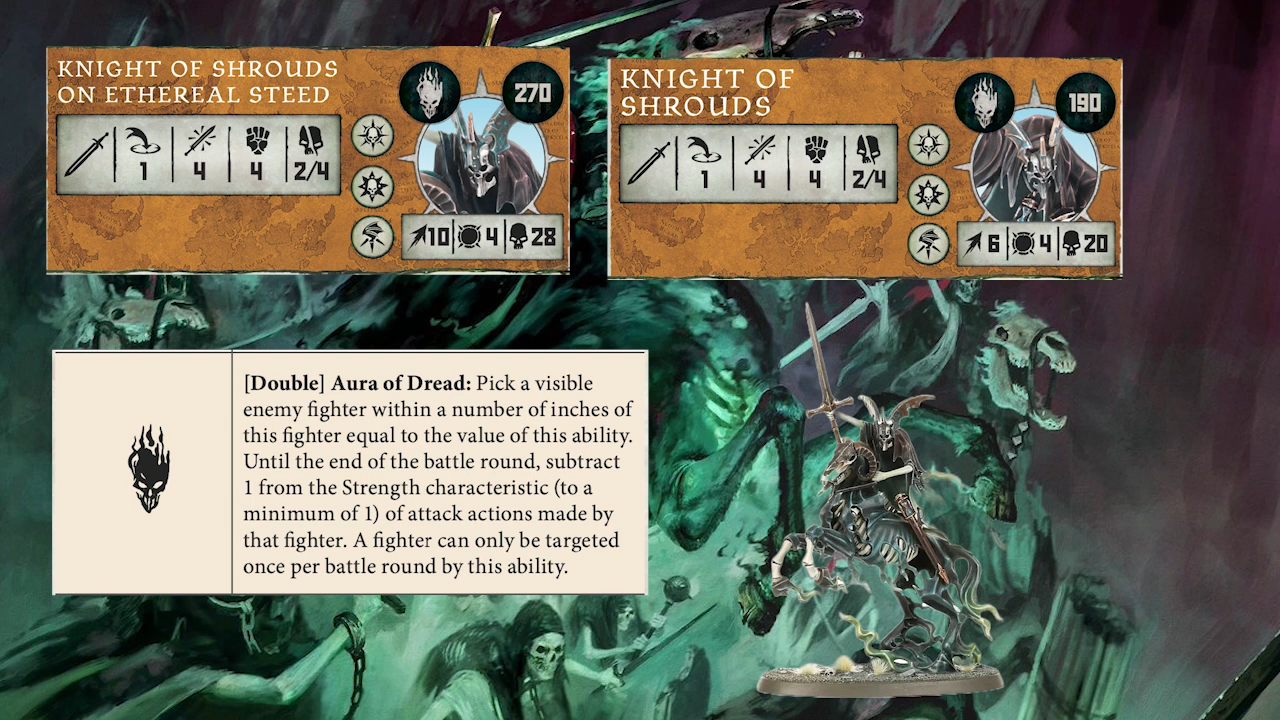 KNIGHT OF SHROUDS
ON ETHEREAL STEED
270
1 4 4 2/4
10 4 28
KNIGHT OF
SHROUDS
190
1 4 4 2/4
6 4 20
[Double] Aura of Dread: Pick a visible
enemy fighter within a number of inches of
this fighter equal to the value of this ability.
Until the end of the battle round, subtract
1 from the Strength characteristic (to a
minimum of 1) of attack actions made by
that fighter. A fighter can only be targeted
once per battle round by this ability.